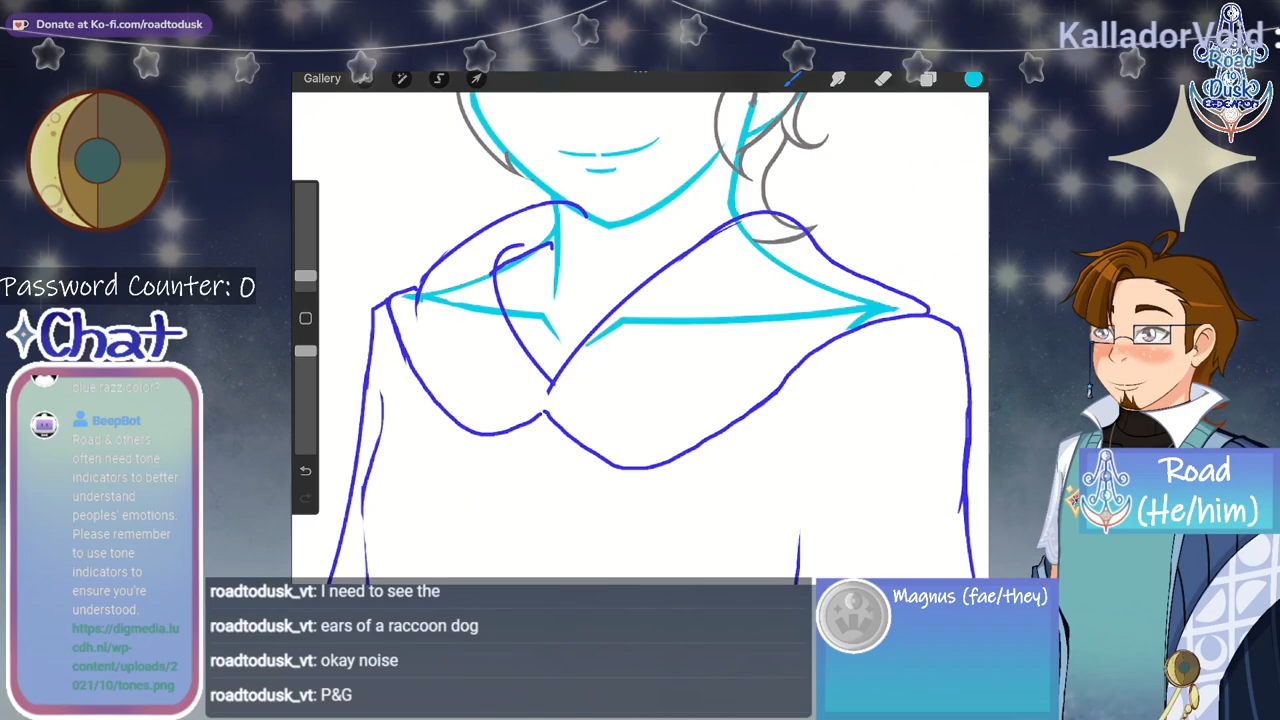 Donate at Ko-fi.com/roadtodusk
KalladorVoid :
Road
to
Dusk
Gallery
Password Counter: 0
Chat
blue razz color?
BeepBot
Road & others
often need tone
indicators to better
understand
peoples' emotions.
Please remember
to use tone
indicators to
ensure you're
understood.
https://digmedia.lu
cdh.nl/wp-
content/uploads/2
021/10/tones.png
roadtodusk_vt: I need to see the
roadtodusk_vt: ears of a raccoon dog
roadtodusk_vt: okay noise
roadtodusk_vt: P&G
Magnus (fae/they)
Road
(He/him)